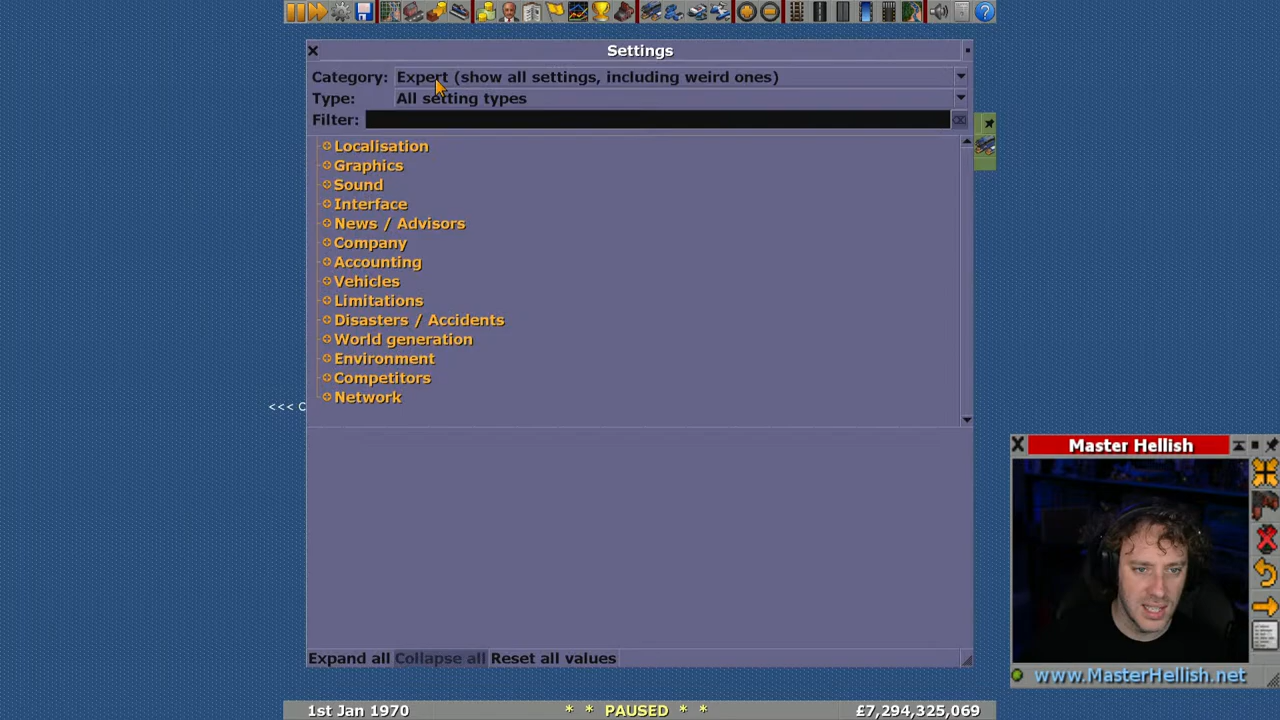 Settings
Category: Expert (show all settings, including weird ones)
Type: All setting types
Filter:
Localisation
Graphics
Sound
Interface
News / Advisors
Company
Accounting
Vehicles
Limitations
Disasters / Accidents
World generation
Environment
Competitors
Network
<<< C
Master Hellish
www.MasterHellish.net
Expand all Collapse all Reset all values
1st Jan 1970 * * PAUSED * * £7,294,325,069